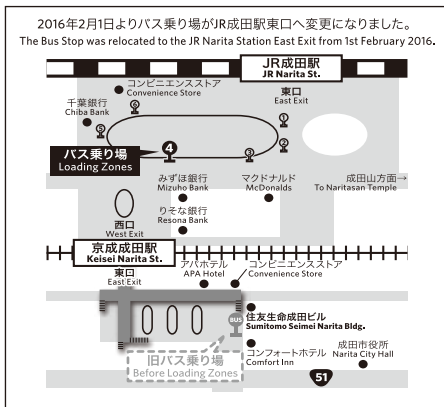 2016年2月1日よりバス乗り場がJR成田駅東口へ変更になりました。
The Bus Stop was relocated to the JR Narita Station East Exit from 1st February 2016.
JR成田駅
JR Narita St.
コンビニエンスストア
Convenience Store
東口
East Exit
千葉銀行
Chiba Bank
⑥
①
⑤
②
④
③
バス乗り場
Loading Zones
みずほ銀行
Mizuho Bank
マクドナルド
McDonalds
成田山方面→
To Naritasan Temple
りそな銀行
Resona Bank
西口
West Exit
京成成田駅
Keisei Narita St.
東口
East Exit
アパホテル
APA Hotel
コンビニエンスストア
Convenience Store
BUS
住友生命成田ビル
Sumitomo Seimei Narita Bldg.
旧バス乗り場
Before Loading Zones
コンフォートホテル
Comfort Inn
成田市役所
Narita City Hall
51